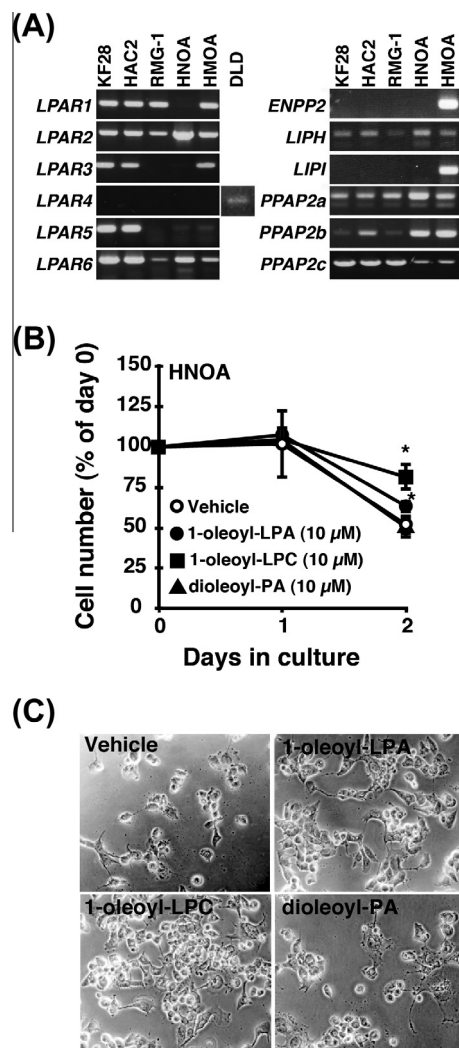 (A)
KF28 HAC2 RMG-1 HNOA HMOA DLD
LPAR1
LPAR2
LPAR3
LPAR4
LPAR5
LPAR6
KF28 HAC2 RMG-1 HNOA HMOA
ENPP2
LIPH
LIPI
PPAP2a
PPAP2b
PPAP2c
(B)
HNOA
Cell number (% of day 0)
150
125
100
75
50
25
0
*
*
Vehicle
1-oleoyl-LPA (10 μM)
1-oleoyl-LPC (10 μM)
dioleoyl-PA (10 μM)
0 1 2
Days in culture
(C)
Vehicle
1-oleoyl-LPA
1-oleoyl-LPC
dioleoyl-PA